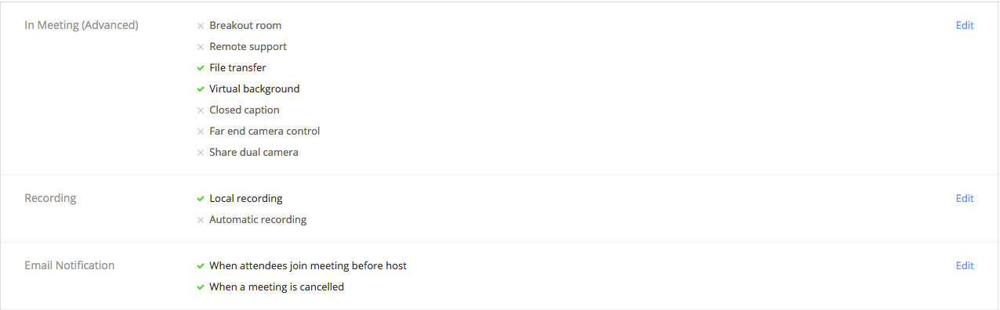 In Meeting (Advanced)
Breakout room
Edit
Remote support
File transfer
Virtual background
Closed caption
Far end camera control
Share dual camera
Recording
Local recording
Edit
Automatic recording
Email Notification
When attendees join meeting before host
Edit
When a meeting is cancelled